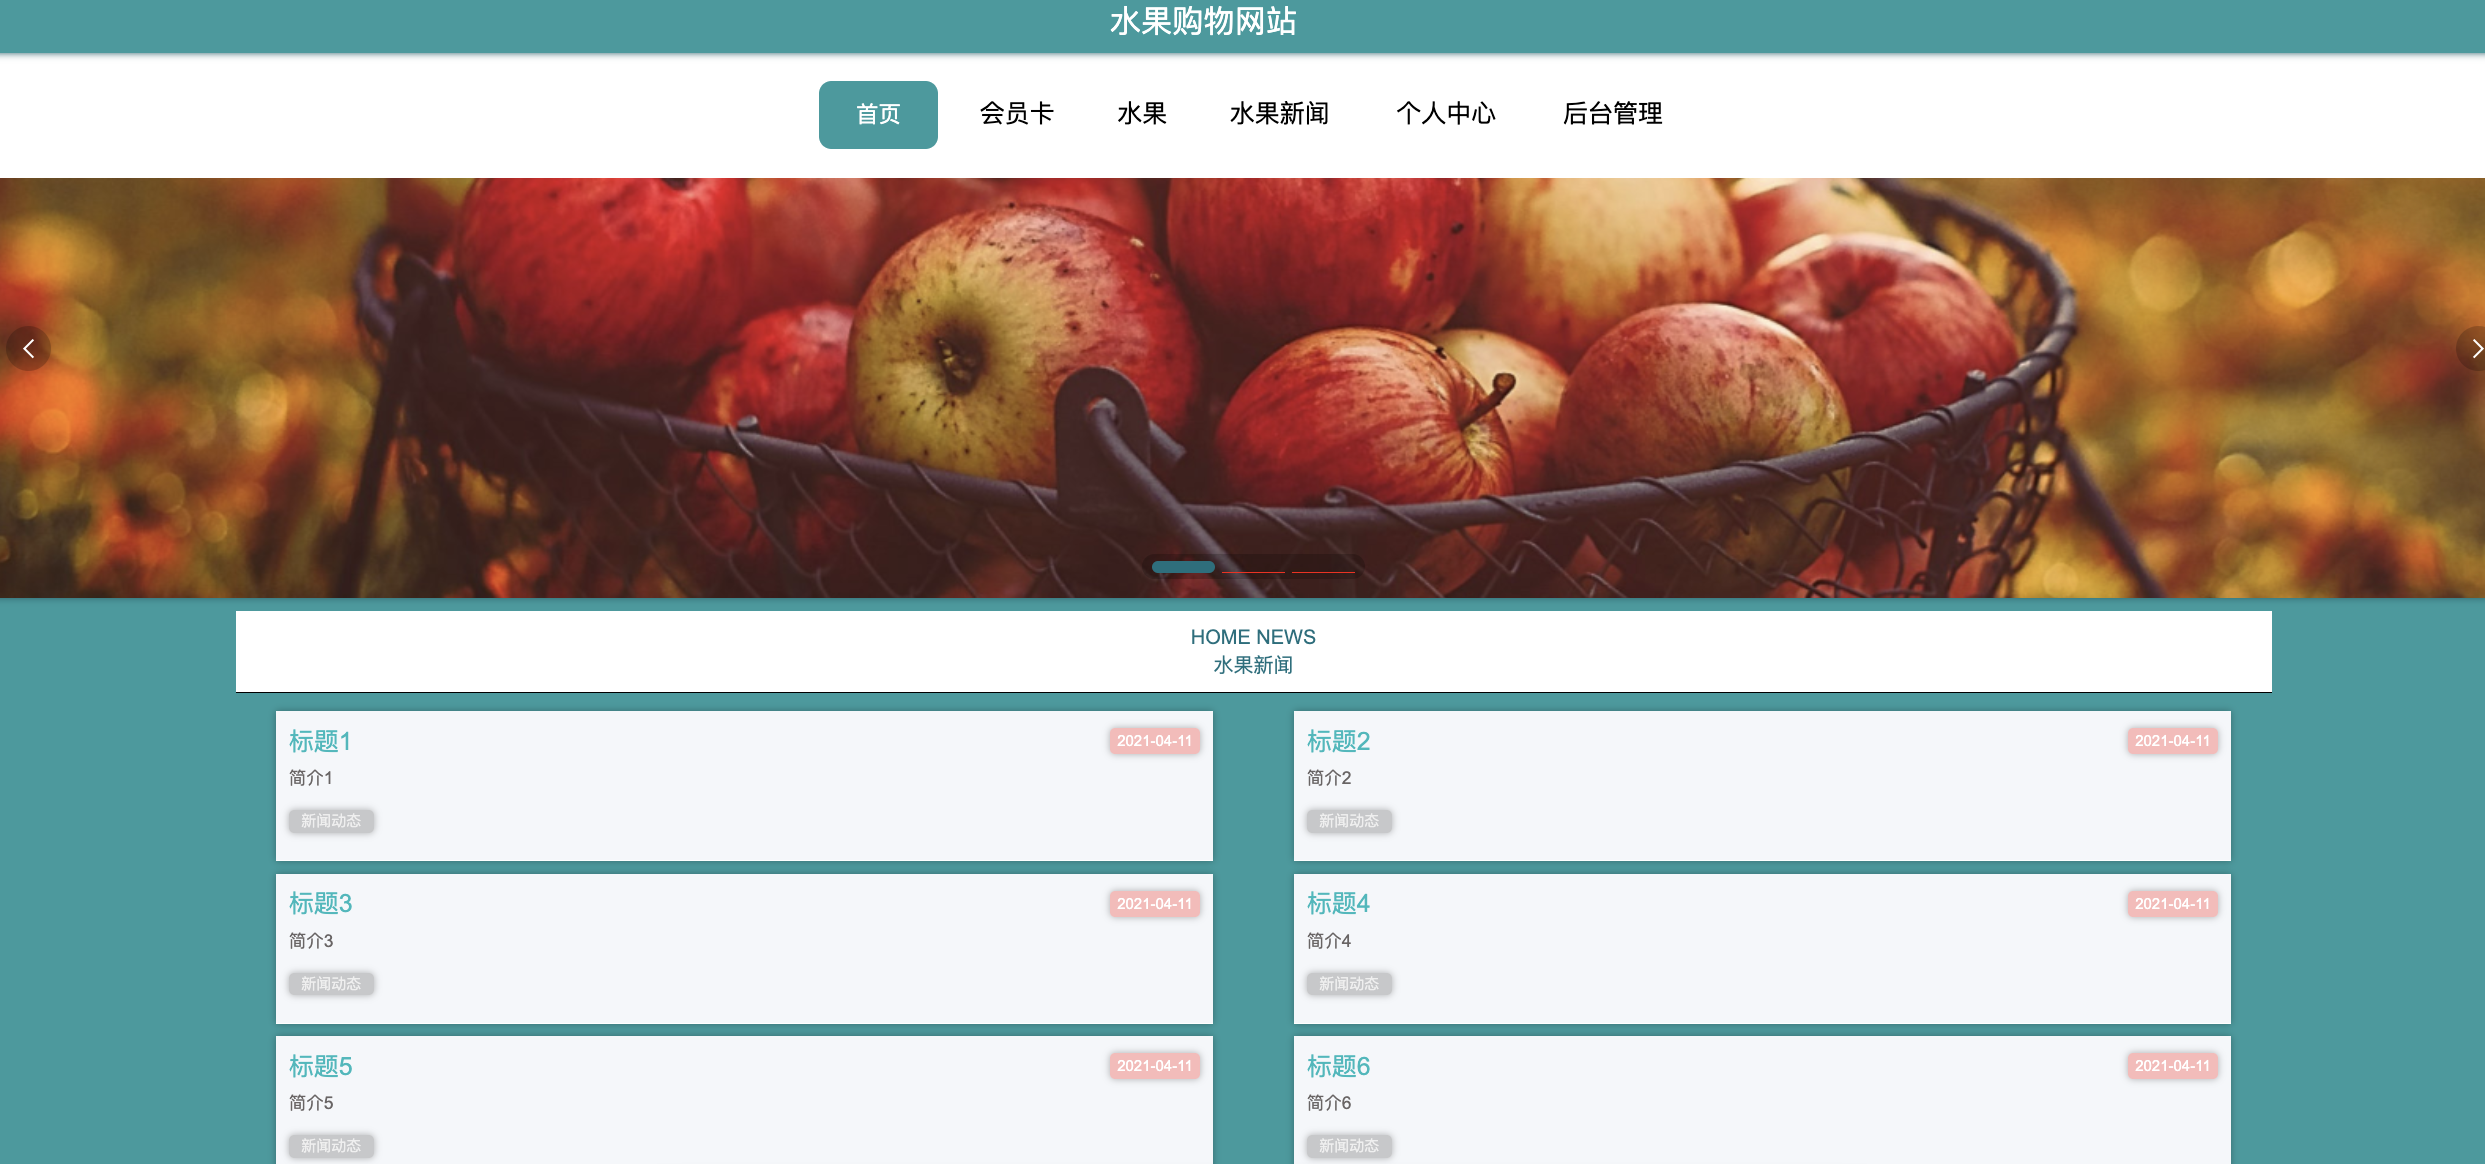 水果购物网站
首页 会员卡 水果 水果新闻 个人中心 后台管理
HOME NEWS
水果新闻
标题1 2021-04-11
简介1
新闻动态
标题2 2021-04-11
简介2
新闻动态
标题3 2021-04-11
简介3
新闻动态
标题4 2021-04-11
简介4
新闻动态
标题5 2021-04-11
简介5
新闻动态
标题6 2021-04-11
简介6
新闻动态